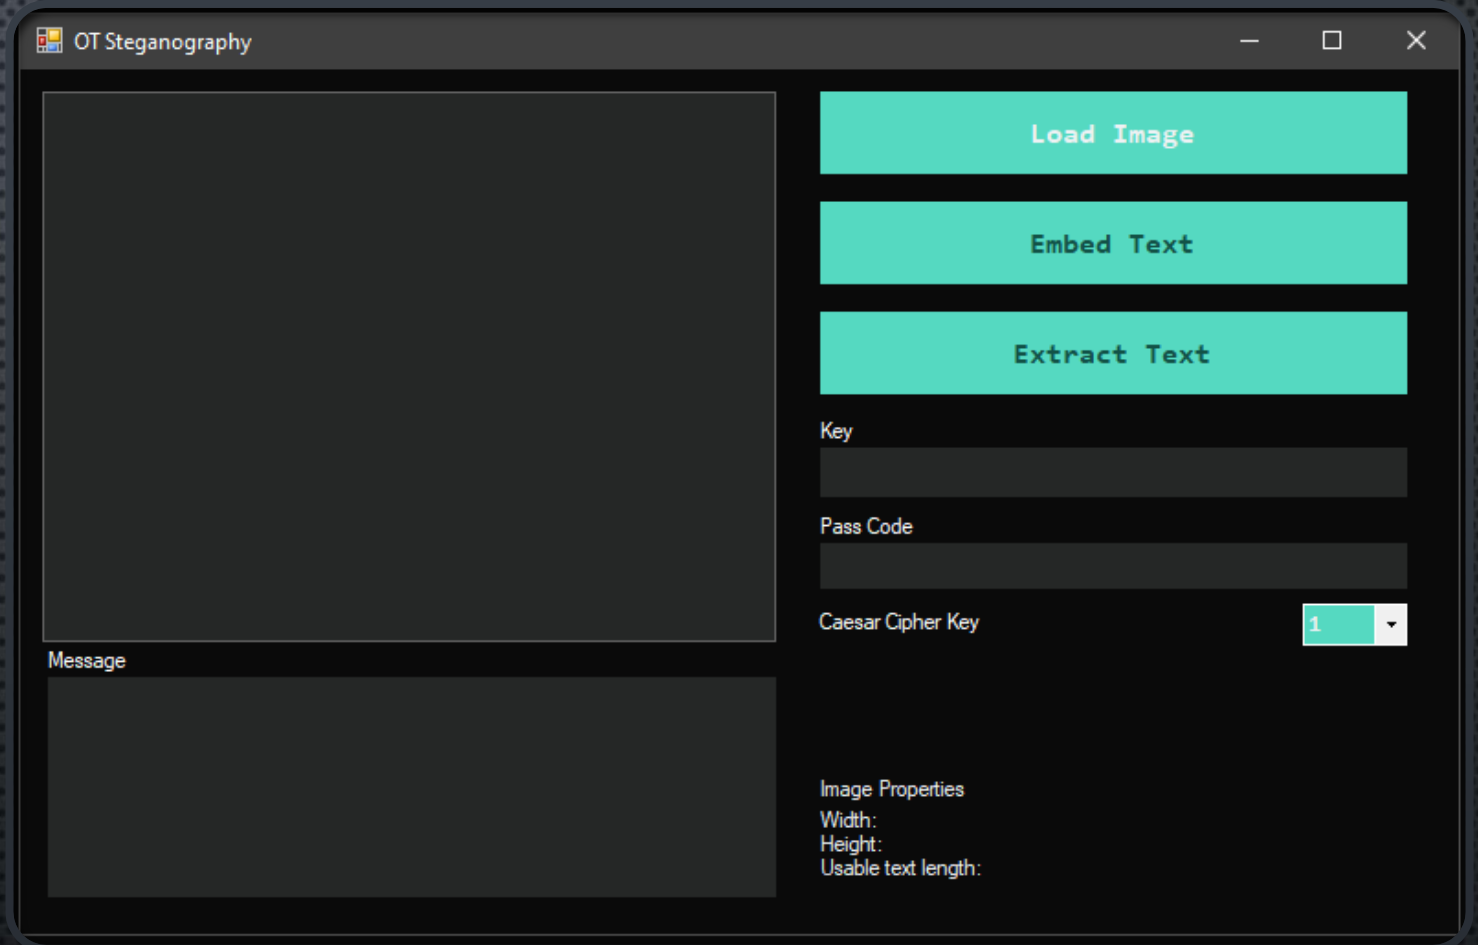 OT Steganography
Load Image
Embed Text
Extract Text
Key
Pass Code
Caesar Cipher Key
1
Message
Image Properties
Width:
Height:
Usable text length: